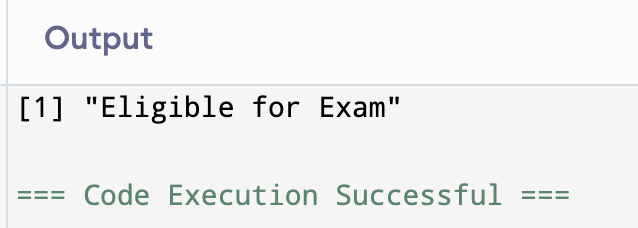 Output
[1] "Eligible for Exam"
=== Code Execution Successful ===